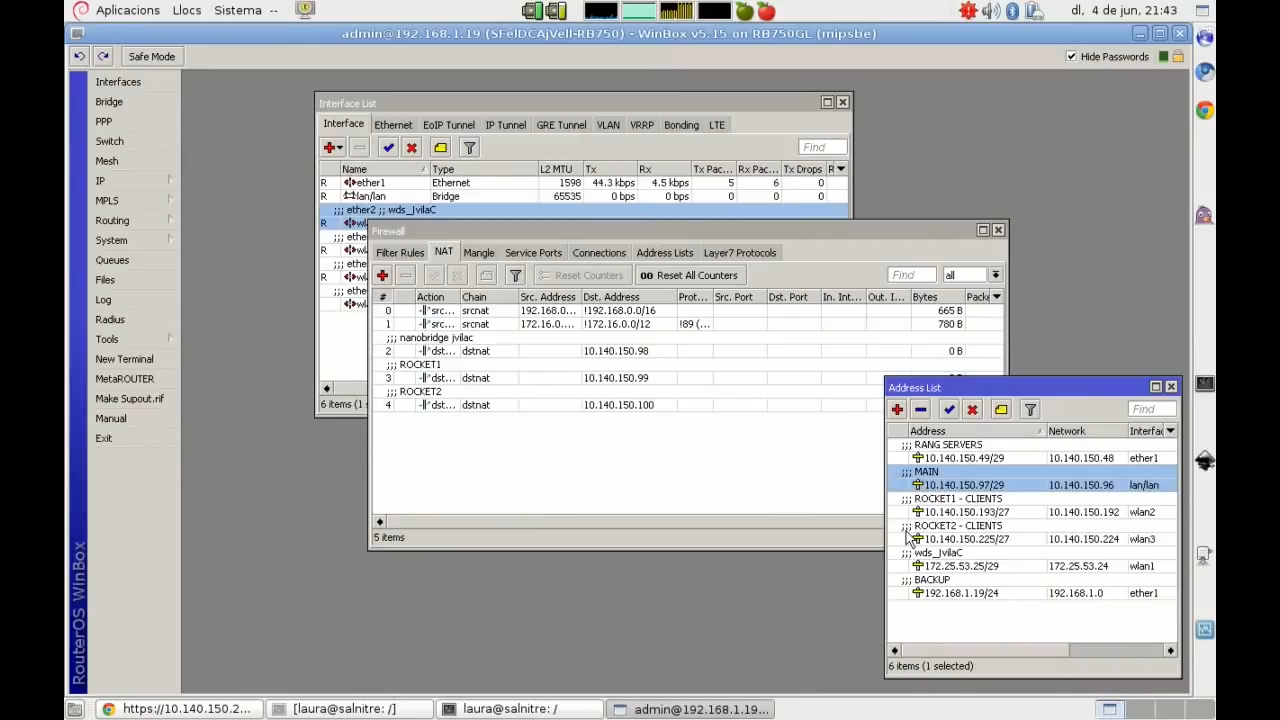 Aplicacions Llocs Sistema -- dl, 4 de jun, 21:43
admin@192.168.1.19 (SFelDCAjVell-RB750) - WinBox v5.15 on RB750GL (mipsbe)
Safe Mode Hide Passwords
Interfaces
Bridge
PPP
Switch
Mesh
IP
MPLS
Routing
System
Queues
Files
Log
Radius
Tools
New Terminal
MetaROUTER
Make Supout.rif
Manual
Exit
RouterOS WinBox
Interface List
Interface Ethernet EoIP Tunnel IP Tunnel GRE Tunnel VLAN VRRP Bonding LTE
Find
Name Type L2 MTU Tx Rx Tx Pac... Rx Pac... Tx Drops R
R ether1 Ethernet 1598 44.3 kbps 4.5 kbps 5 6 0
R lan/lan Bridge 65535 0 bps 0 bps 0 0 0
;;; ether2 ;; wds_JvilaC
R
;;; ethe
R
;;; ethe
R
;;; ethe
6 items (1
Firewall
Filter Rules NAT Mangle Service Ports Connections Address Lists Layer7 Protocols
Reset Counters 00 Reset All Counters Find all
# Action Chain Src. Address Dst. Address Prot... Src. Port Dst. Port In. Int... Out. I... Bytes Packe
0 src... srcnat 192.168.0... !192.168.0.0/16 665 B
1 src... srcnat 172.16.0.... !172.16.0.0/12 !89 (... 780 B
;;; nanobridge jvilac
2 dst... dstnat 10.140.150.98 0 B
;;; ROCKET1
3 dst... dstnat 10.140.150.99
;;; ROCKET2
4 dst... dstnat 10.140.150.100
5 items
Address List
Find
Address Network Interfac
;;; RANG SERVERS
10.140.150.49/29 10.140.150.48 ether1
;;; MAIN
10.140.150.97/29 10.140.150.96 lan/lan
;;; ROCKET1 - CLIENTS
10.140.150.193/27 10.140.150.192 wlan2
;;; ROCKET2 - CLIENTS
10.140.150.225/27 10.140.150.224 wlan3
;;; wds_JvilaC
172.25.53.25/29 172.25.53.24 wlan1
;;; BACKUP
192.168.1.19/24 192.168.1.0 ether1
6 items (1 selected)
https://10.140.150.2... [laura@salnitre: /] laura@salnitre: / admin@192.168.1.19...